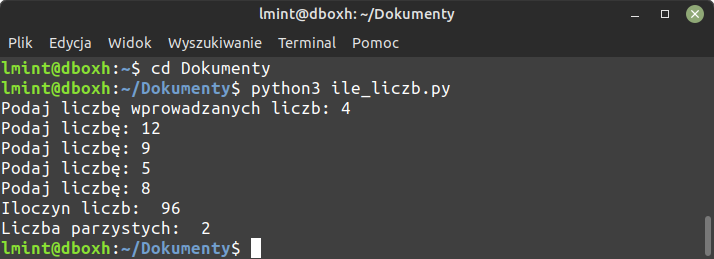 lmint@dboxh: ~/Dokumenty
Plik Edycja Widok Wyszukiwanie Terminal Pomoc
lmint@dboxh:~$ cd Dokumenty
lmint@dboxh:~/Dokumenty$ python3 ile_liczb.py
Podaj liczbę wprowadzanych liczb: 4
Podaj liczbę: 12
Podaj liczbę: 9
Podaj liczbę: 5
Podaj liczbę: 8
Iloczyn liczb:  96
Liczba parzystych:  2
lmint@dboxh:~/Dokumenty$